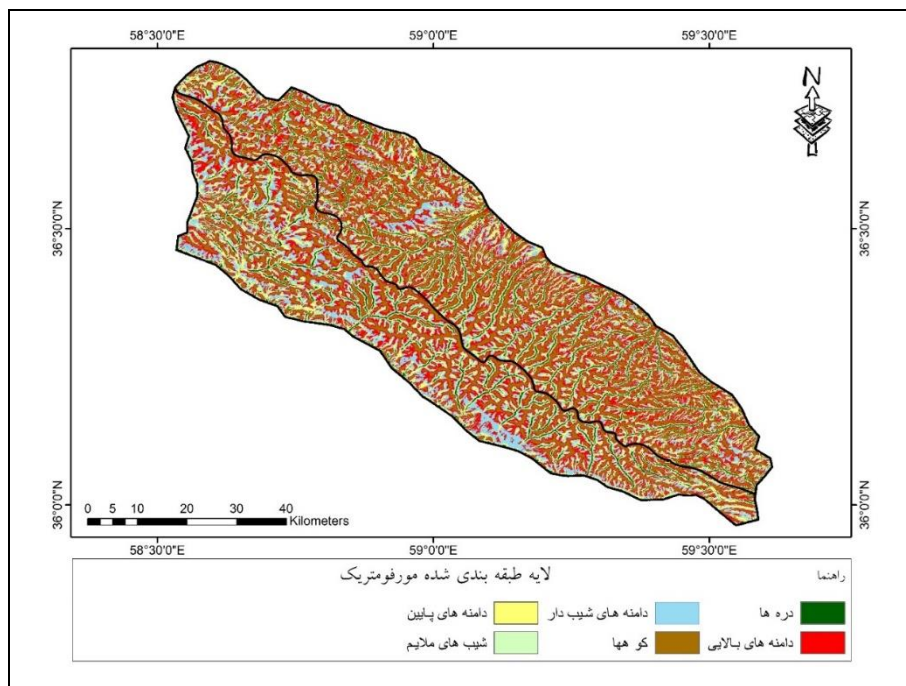 58°30'0"E 59°0'0"E 59°30'0"E
N
36°30'0"N 36°30'0"N
36°0'0"N 36°0'0"N
0 5 10 20 30 40
Kilometers
58°30'0"E 59°0'0"E 59°30'0"E
راهنما لایه طبقه بندی شده مورفومتریک
دره ها دامنه های شیب دار دامنه های پایین
دامنه های بالایی کو هها شیب های ملایم